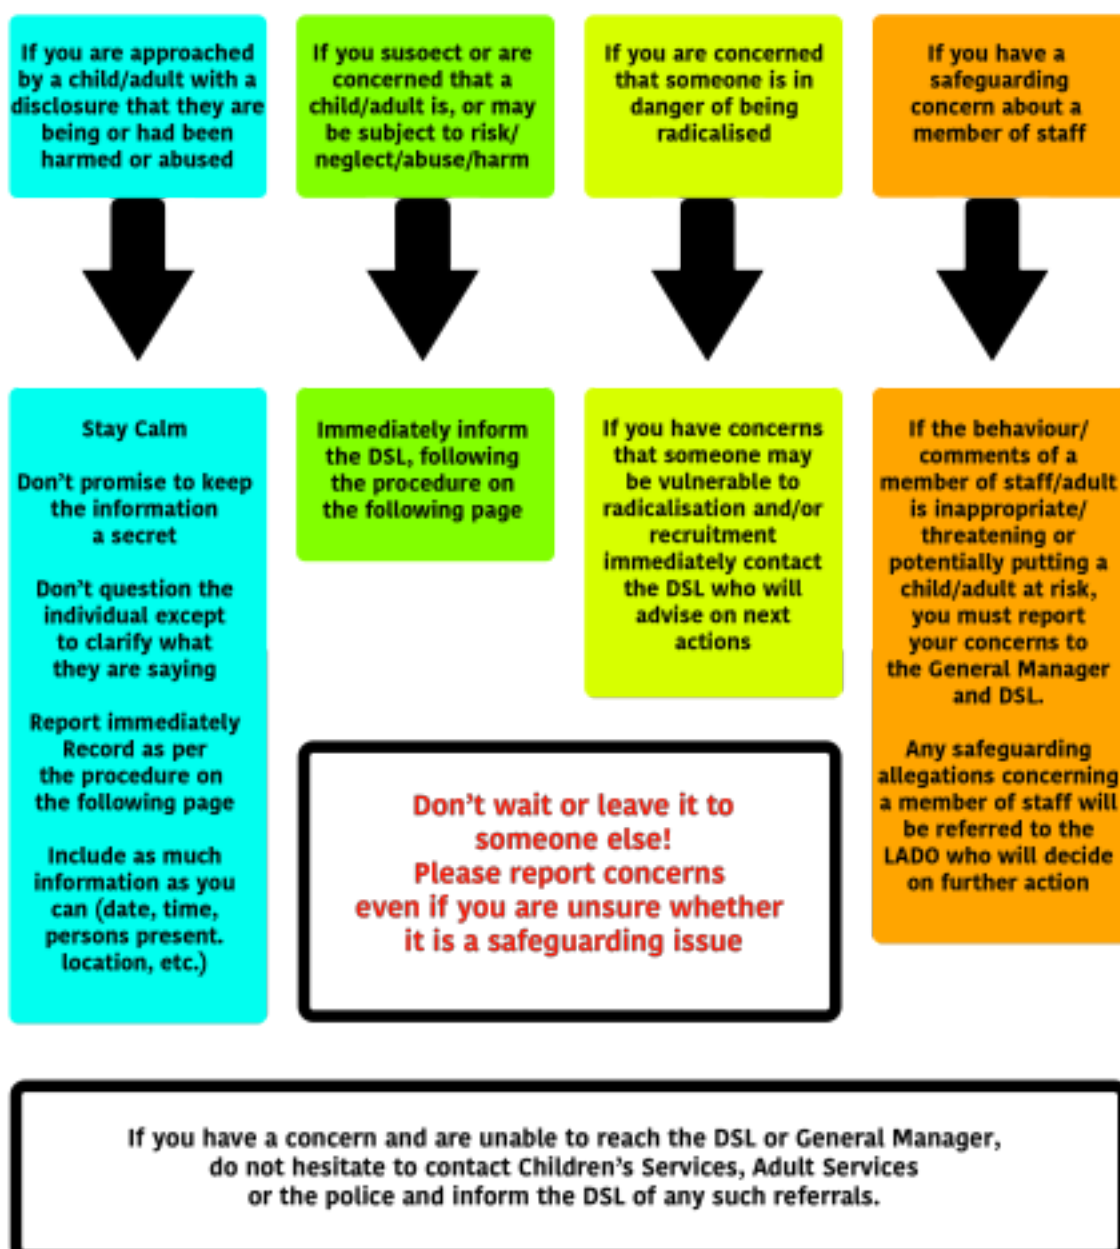 If you are approached
by a child/adult with a
disclosure that they are
being or had been
harmed or abused
If you susoect or are
concerned that a
child/adult is, or may
be subject to risk/
neglect/abuse/harm
If you are concerned
that someone is in
danger of being
radicalised
If you have a
safeguarding
concern about a
member of staff
Stay Calm
Don't promise to keep
the information
a secret
Don't question the
individual except
to clarify what
they are saying
Report immediately
Record as per
the procedure on
the following page
Include as much
information as you
can (date, time,
persons present.
location, etc.)
Immediately inform
the DSL, following
the procedure on
the following page
If you have concerns
that someone may
be vulnerable to
radicalisation and/or
recruitment
immediately contact
the DSL who will
advise on next
actions
If the behaviour/
comments of a
member of staff/adult
is inappropriate/
threatening or
potentially putting a
child/adult at risk,
you must report
your concerns to
the General Manager
and DSL.
Any safeguarding
allegations concerning
a member of staff will
be referred to the
LADO who will decide
on further action
Don't wait or leave it to
someone else!
Please report concerns
even if you are unsure whether
it is a safeguarding issue
If you have a concern and are unable to reach the DSL or General Manager,
do not hesitate to contact Children's Services, Adult Services
or the police and inform the DSL of any such referrals.